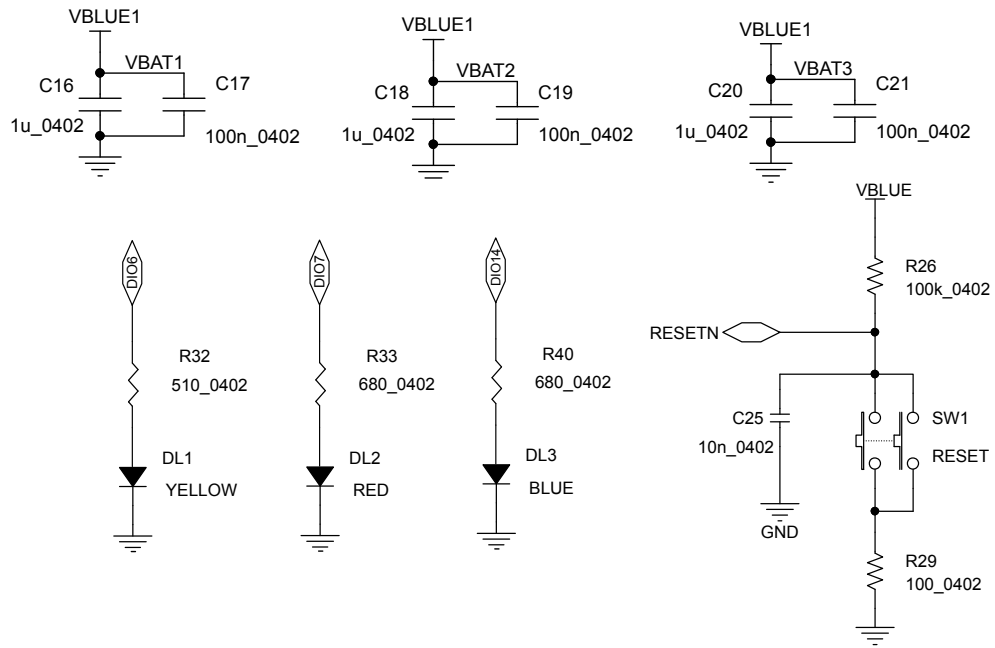 VBLUE1
VBAT1
C16
C17
1u_0402
100n_0402
VBLUE1
VBAT2
C18
C19
1u_0402
100n_0402
VBLUE1
VBAT3
C20
C21
1u_0402
100n_0402
DIO6
R32
510_0402
DL1
YELLOW
DIO7
R33
680_0402
DL2
RED
DIO14
R40
680_0402
DL3
BLUE
VBLUE
R26
100k_0402
RESETN
C25
10n_0402
GND
SW1
RESET
R29
100_0402